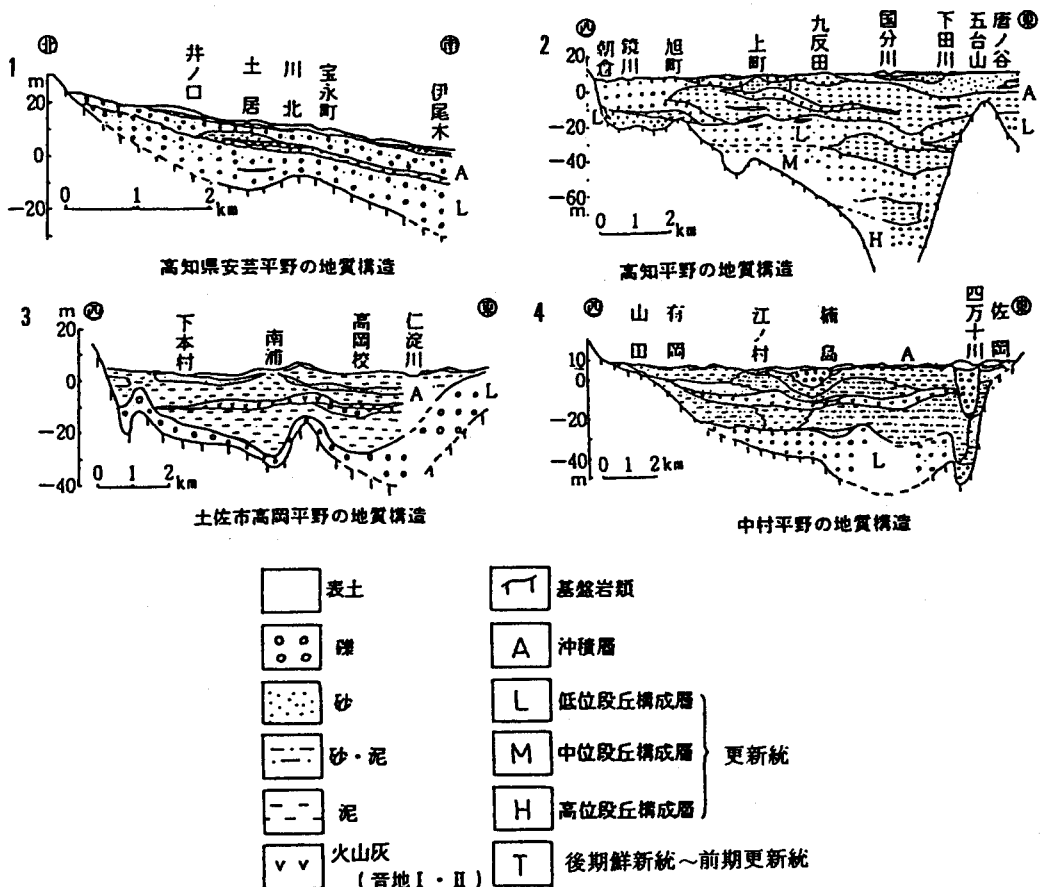 1
北 南
m
20
0
-20
井ノ口
土居
川北
宝永町
伊尾木
A
L
0 1 2 km
高知県安芸平野の地質構造
2
西 東
20
0
-20
-40
-60
m
朝倉
鏡川
旭町
上町
九反田
国分川
下田川
五台山
唐ノ谷
L
L
M
H
A
L
0 1 2 km
高知平野の地質構造
3
m 西 東
20
0
-20
-40
下本村
南浦
高岡校
仁淀川
A
L
0 1 2 km
土佐市高岡平野の地質構造
4
西 東
10
0
-20
-40
m
山田
有岡
江ノ村
楠島
A
四万十川
佐岡
L
0 1 2 km
中村平野の地質構造
表土
礫
砂
砂・泥
泥
火山灰
(音地Ⅰ・Ⅱ)
基盤岩類
A 沖積層
L 低位段丘構成層
M 中位段丘構成層
H 高位段丘構成層
更新統
T 後期鮮新統~前期更新統